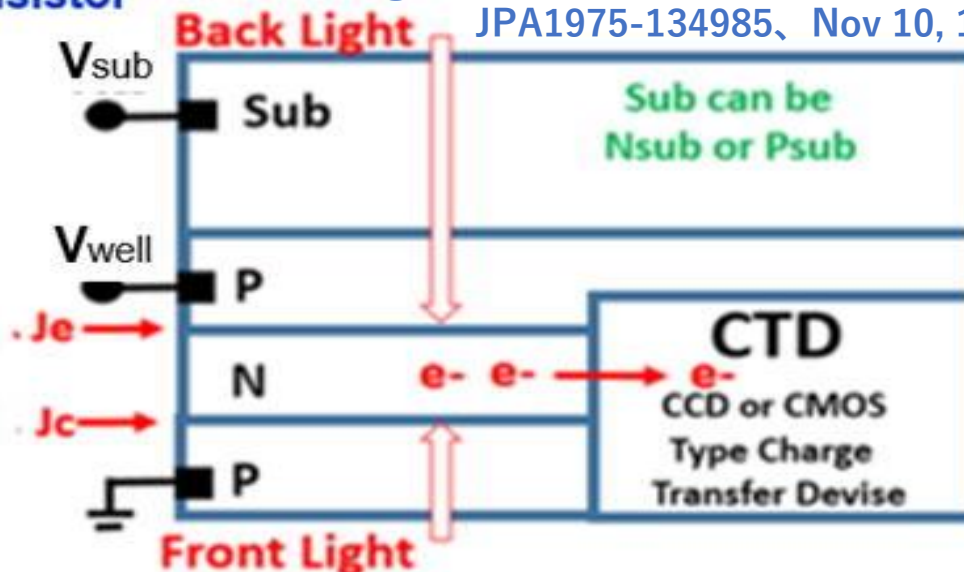 JPA1975-134985、Nov 10, 1
Back Light
Vsub
Sub
Sub can be
Nsub or Psub
Vwell
P
Je
N
e- e- e-
CTD
CCD or CMOS
Type Charge
Transfer Devise
Jc
P
Front Light